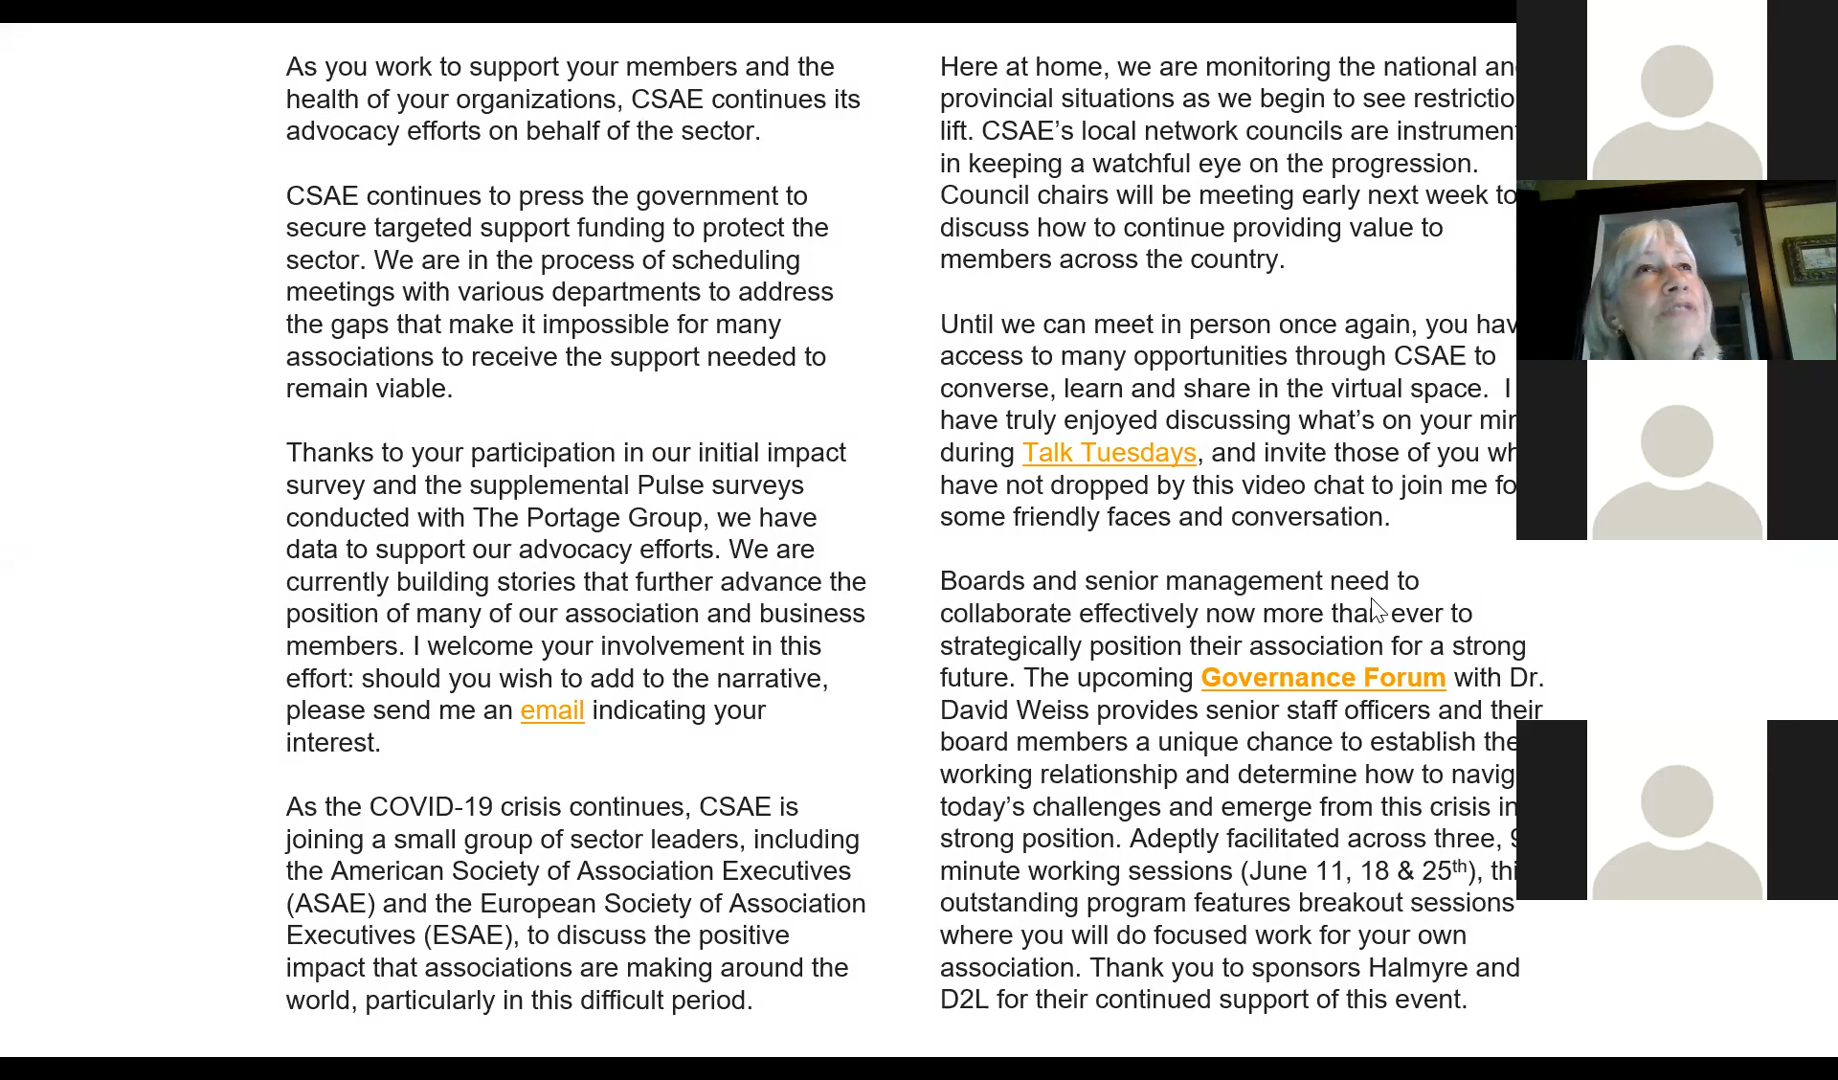 As you work to support your members and the
health of your organizations, CSAE continues its
advocacy efforts on behalf of the sector.
CSAE continues to press the government to
secure targeted support funding to protect the
sector. We are in the process of scheduling
meetings with various departments to address
the gaps that make it impossible for many
associations to receive the support needed to
remain viable.
Thanks to your participation in our initial impact
survey and the supplemental Pulse surveys
conducted with The Portage Group, we have
data to support our advocacy efforts. We are
currently building stories that further advance the
position of many of our association and business
members. I welcome your involvement in this
effort: should you wish to add to the narrative,
please send me an email indicating your
interest.
As the COVID-19 crisis continues, CSAE is
joining a small group of sector leaders, including
the American Society of Association Executives
(ASAE) and the European Society of Association
Executives (ESAE), to discuss the positive
impact that associations are making around the
world, particularly in this difficult period.
Here at home, we are monitoring the national
provincial situations as we begin to see
lift. CSAE’s local network councils are
in keeping a watchful eye on the progression.
Council chairs will be meeting early next week to
discuss how to continue providing value to
members across the country.
Until we can meet in person once again, you
access to many opportunities through CSAE to
converse, learn and share in the virtual space. I
have truly enjoyed discussing what’s on your
during Talk Tuesdays, and invite those of you
have not dropped by this video chat to join me
some friendly faces and conversation.
Boards and senior management need to
collaborate effectively now more than ever to
strategically position their association for a strong
future. The upcoming Governance Forum with Dr.
David Weiss provides senior staff officers and their
board members a unique chance to establish
working relationship and determine how to
today’s challenges and emerge from this crisis in
strong position. Adeptly facilitated across three,
minute working sessions (June 11, 18 & 25th),
outstanding program features breakout sessions
where you will do focused work for your own
association. Thank you to sponsors Halmyre and
D2L for their continued support of this event.